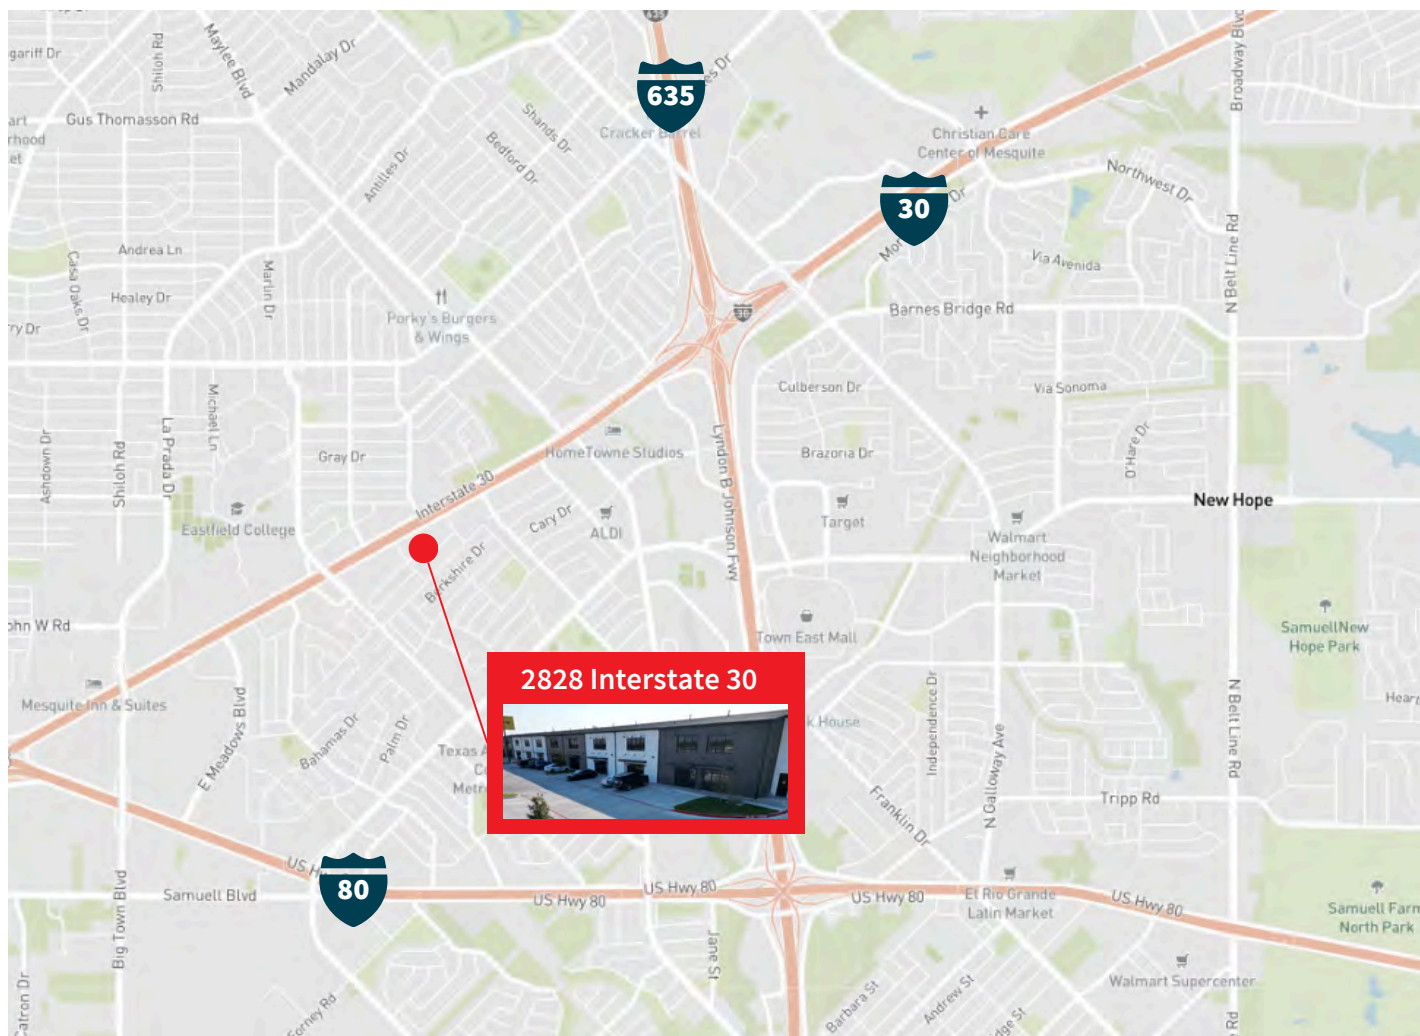 635
635
Maylee Blvd
Mandalay Dr
Shiloh Rd
Broadway Blvd
Gus Thomasson Rd
Shands Dr
Cracker Barrel
Bedford Dr
Antilles Dr
Christian Care
Center of Mesquite
Northwest Dr
30
Andrea Ln
Casa Oaks Dr
Marlin Dr
Healey Dr
Via Avenida
N Belt Line Rd
Porky's Burgers
& Wings
30
Barnes Bridge Rd
Culberson Dr
Via Sonoma
Michael Ln
La Prada Dr
Ashdown Dr
Shiloh Rd
Gray Dr
HomeTowne Studios
Lyndon B Johnson Fwy
Brazoria Dr
O'Hare Dr
Interstate 30
New Hope
Eastfield College
Cary Dr
ALDI
Target
Walmart
Neighborhood
Market
Berkshire Dr
Town East Mall
SamuellNew
Hope Park
2828 Interstate 30
Mesquite Inn & Suites
E Meadows Blvd
Bahamas Dr
Palm Dr
Texas
House
Independence Dr
N Galloway Ave
N Belt Line Rd
Franklin Dr
Tripp Rd
US
80
Samuell Blvd
US Hwy 80
US Hwy 80
US Hwy 80
El Rio Grande
Latin Market
US Hwy 80
Samuell Farm
North Park
Big Town Blvd
Jane St
Walmart Supercenter
Catron Dr
Forney Rd
Barbara St
Andrew St
Rd